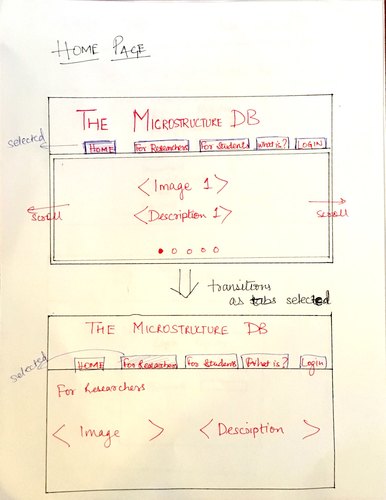 HOME PAGE
THE MICROSTRUCTURE DB
selected
HOME For Researchers For Students What is? LOGIN
<Image 1>
<Description 1>
Scroll Scroll
transitions
as tabs selected
THE MICROSTRUCTURE DB
selected
HOME For Researchers For Students What is? Login
For Researchers
< Image > < Description >